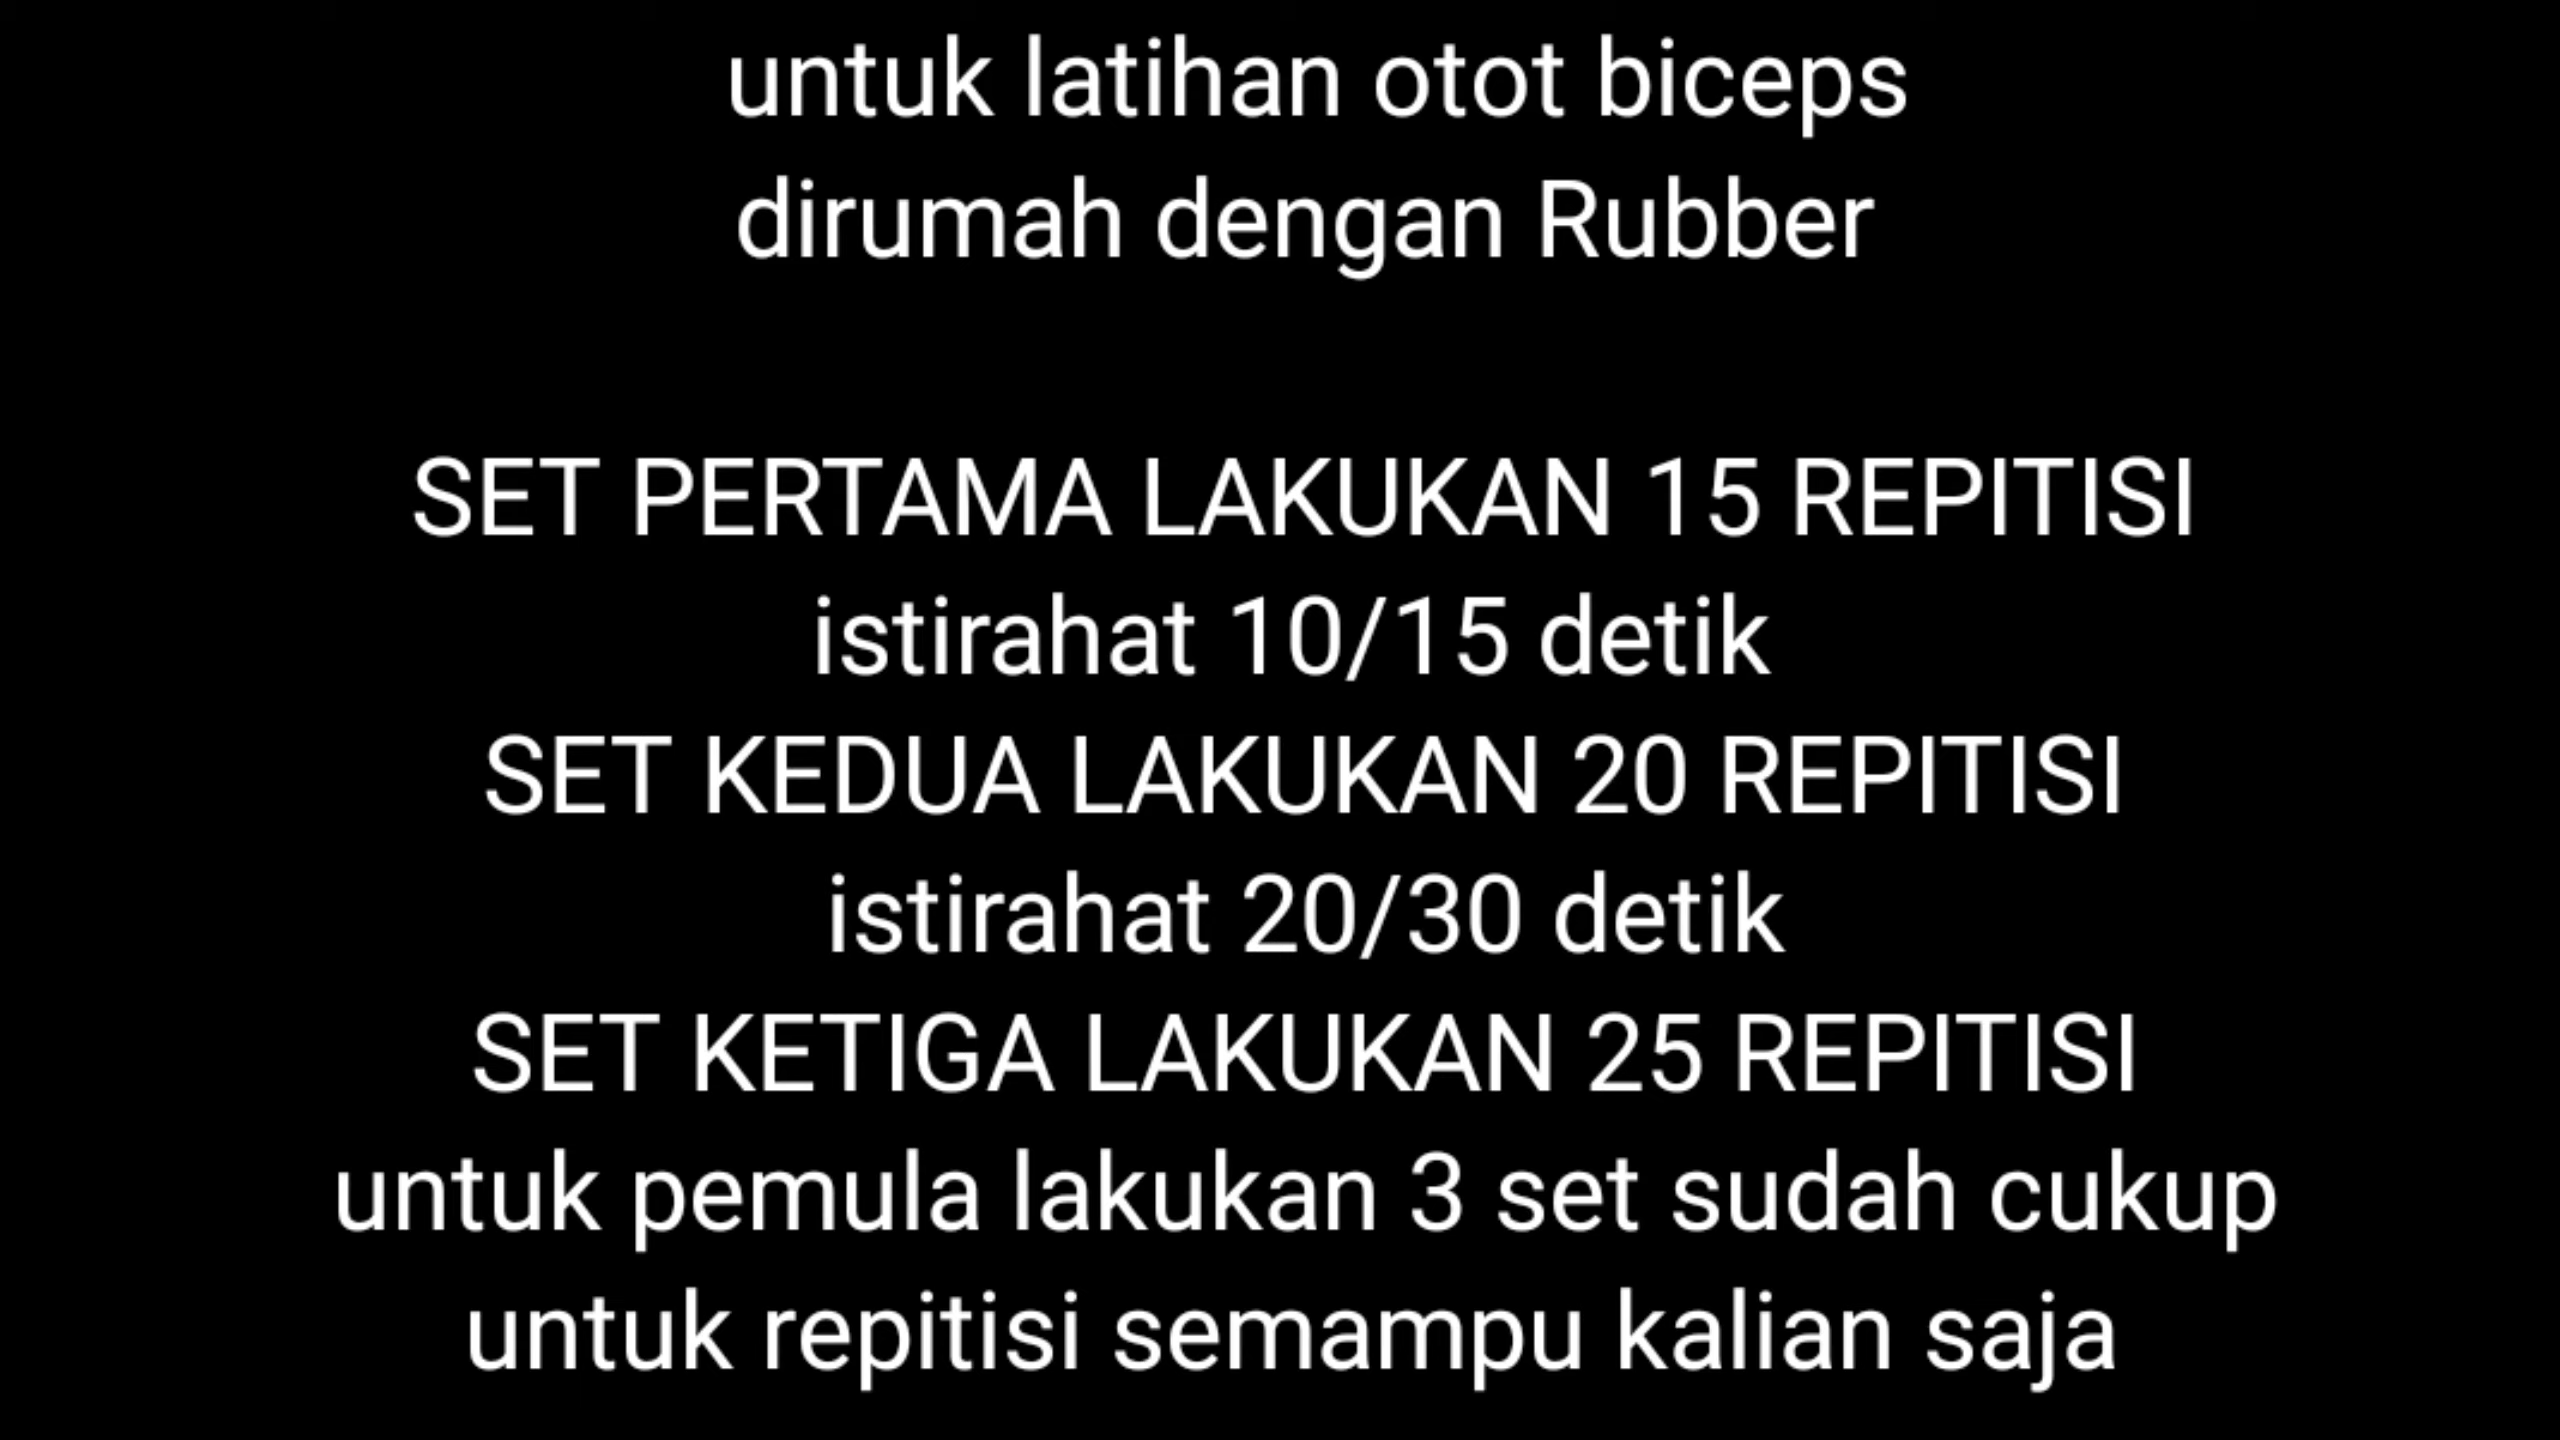 untuk latihan otot biceps
dirumah dengan Rubber
SET PERTAMA LAKUKAN 15 REPITISI
istirahat 10/15 detik
SET KEDUA LAKUKAN 20 REPITISI
istirahat 20/30 detik
SET KETIGA LAKUKAN 25 REPITISI
untuk pemula lakukan 3 set sudah cukup
untuk repitisi semampu kalian saja